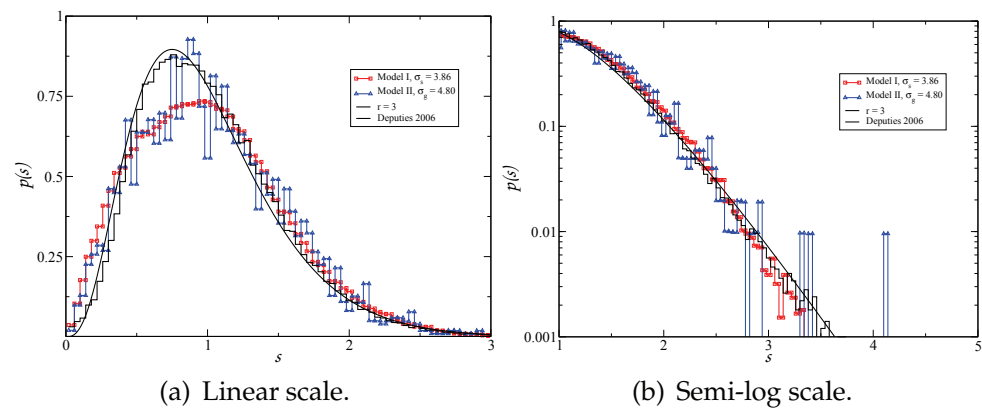 1
0.75
0.5
0.25
p(s)
0
1
2
3
s
Model I, σs = 3.86
Model II, σg = 4.80
r = 3
Deputies 2006
(a) Linear scale.
1
0.1
0.01
0.001
p(s)
1
2
3
4
5
s
Model I, σs = 3.86
Model II, σg = 4.80
r = 3
Deputies 2006
(b) Semi-log scale.